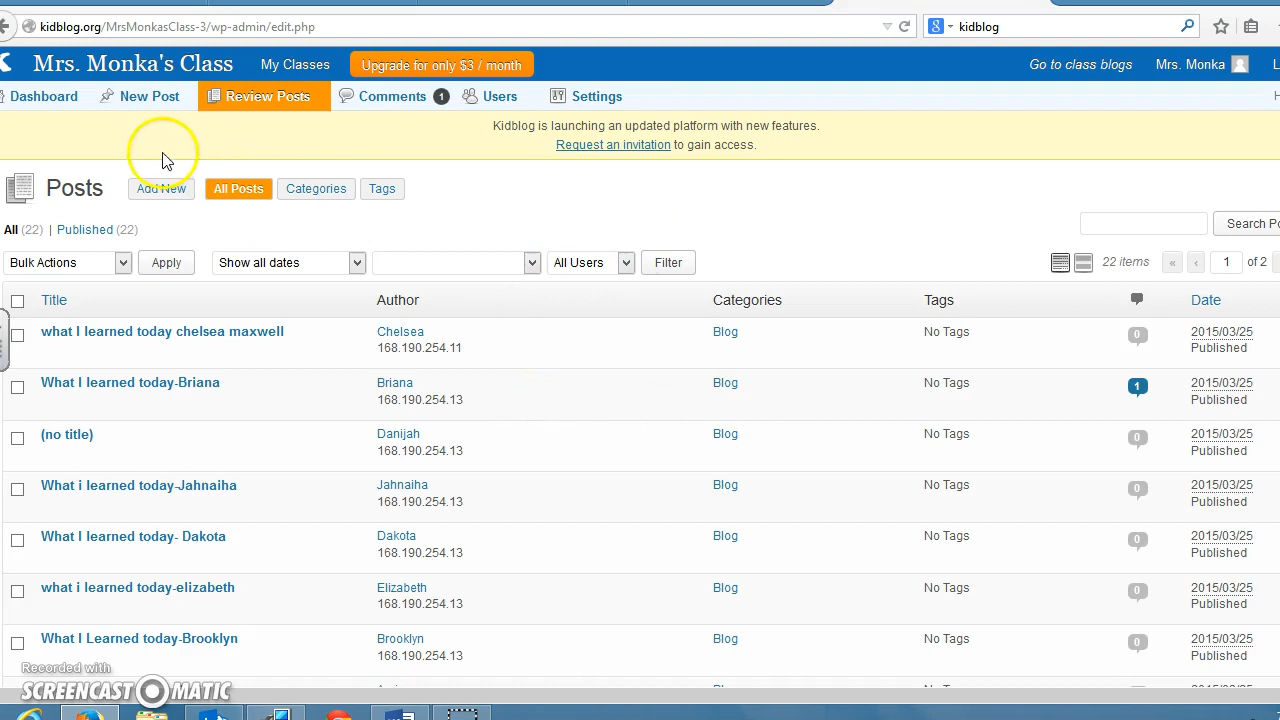 kidblog.org/MrsMonkasClass-3/wp-admin/edit.php kidblog
Mrs. Monka's Class My Classes Upgrade for only $3 / month Go to class blogs Mrs. Monka
Dashboard New Post Review Posts Comments 1 Users Settings
Kidblog is launching an updated platform with new features.
Request an invitation to gain access.
Posts Add New All Posts Categories Tags
All (22) | Published (22)
Search Po
Bulk Actions Apply Show all dates All Users Filter 22 items « ‹ 1 of 2
Title Author Categories Tags Date
what I learned today chelsea maxwell Chelsea Blog No Tags 0 2015/03/25
168.190.254.11 Published
What I learned today-Briana Briana Blog No Tags 1 2015/03/25
168.190.254.13 Published
(no title) Danijah Blog No Tags 0 2015/03/25
168.190.254.13 Published
What i learned today-Jahnaiha Jahnaiha Blog No Tags 0 2015/03/25
168.190.254.13 Published
What I learned today- Dakota Dakota Blog No Tags 0 2015/03/25
168.190.254.13 Published
what i learned today-elizabeth Elizabeth Blog No Tags 0 2015/03/25
168.190.254.13 Published
What I Learned today-Brooklyn Brooklyn Blog No Tags 0 2015/03/25
168.190.254.13 Published
Recorded with
SCREENCAST MATIC